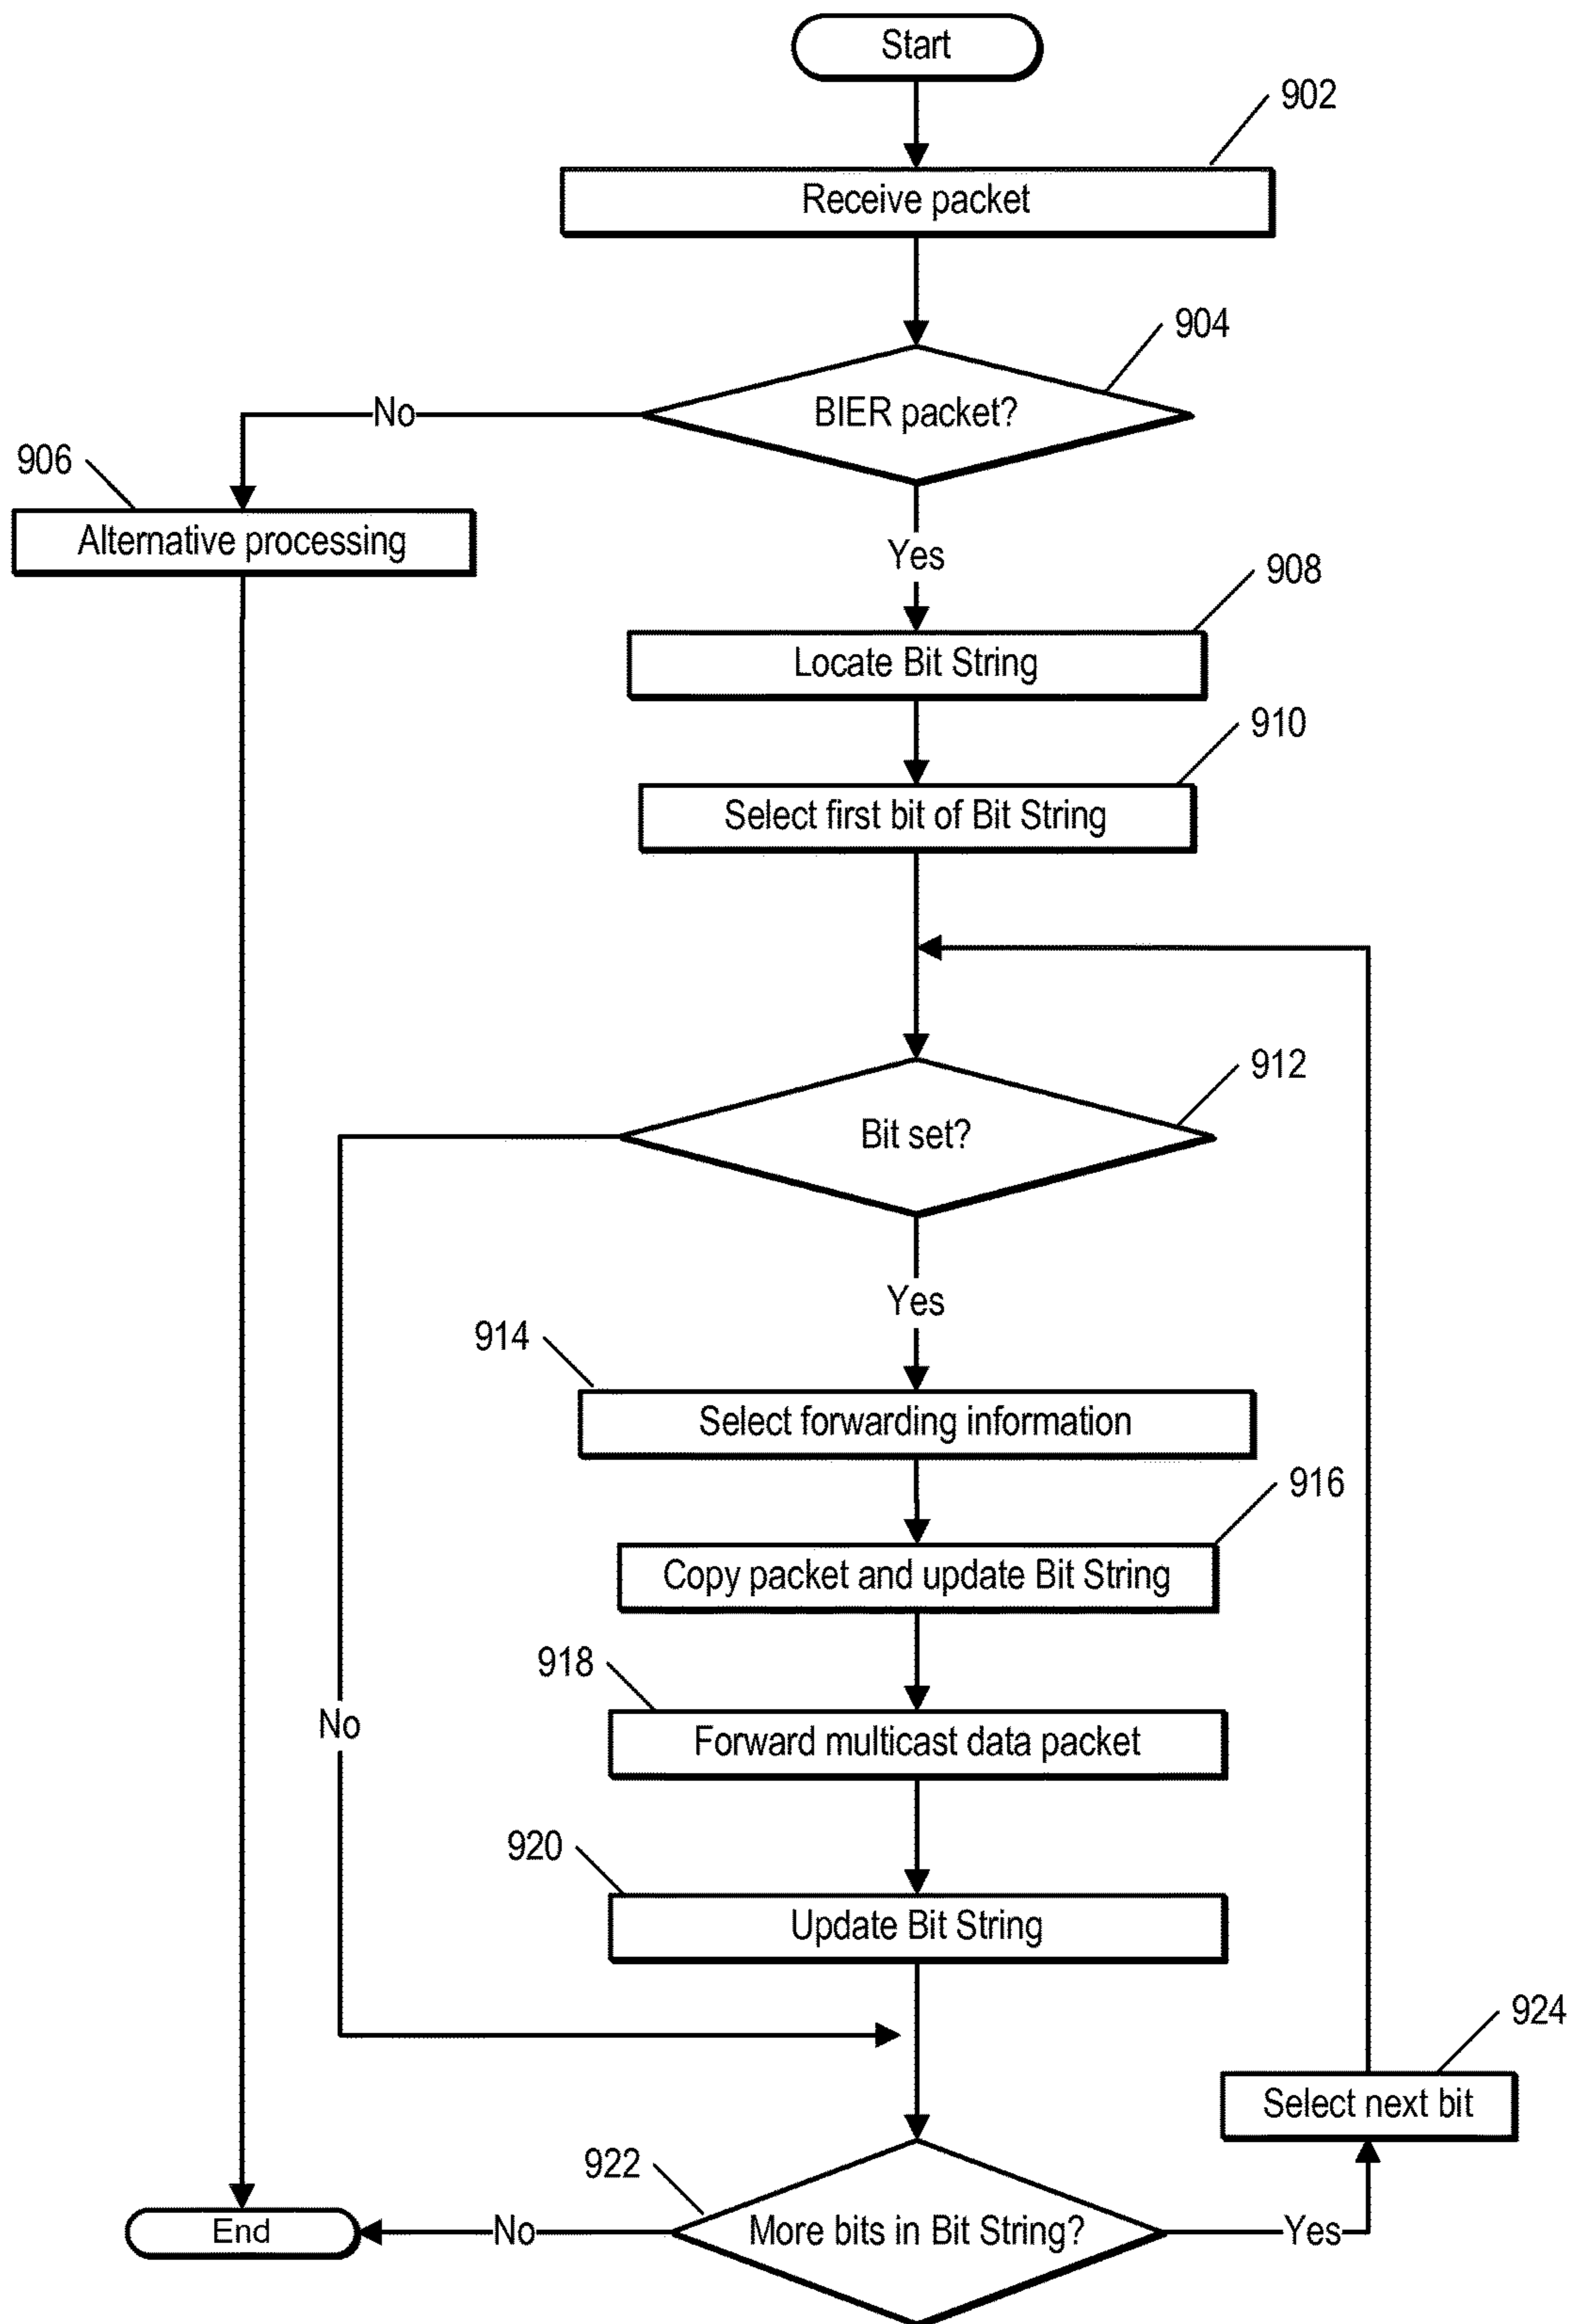 Start
902
Receive packet
904
BIER packet?
No
906
Alternative processing
Yes
908
Locate Bit String
910
Select first bit of Bit String
912
Bit set?
Yes
914
Select forwarding information
916
Copy packet and update Bit String
918
Forward multicast data packet
No
920
Update Bit String
924
Select next bit
922
More bits in Bit String?
No
Yes
End